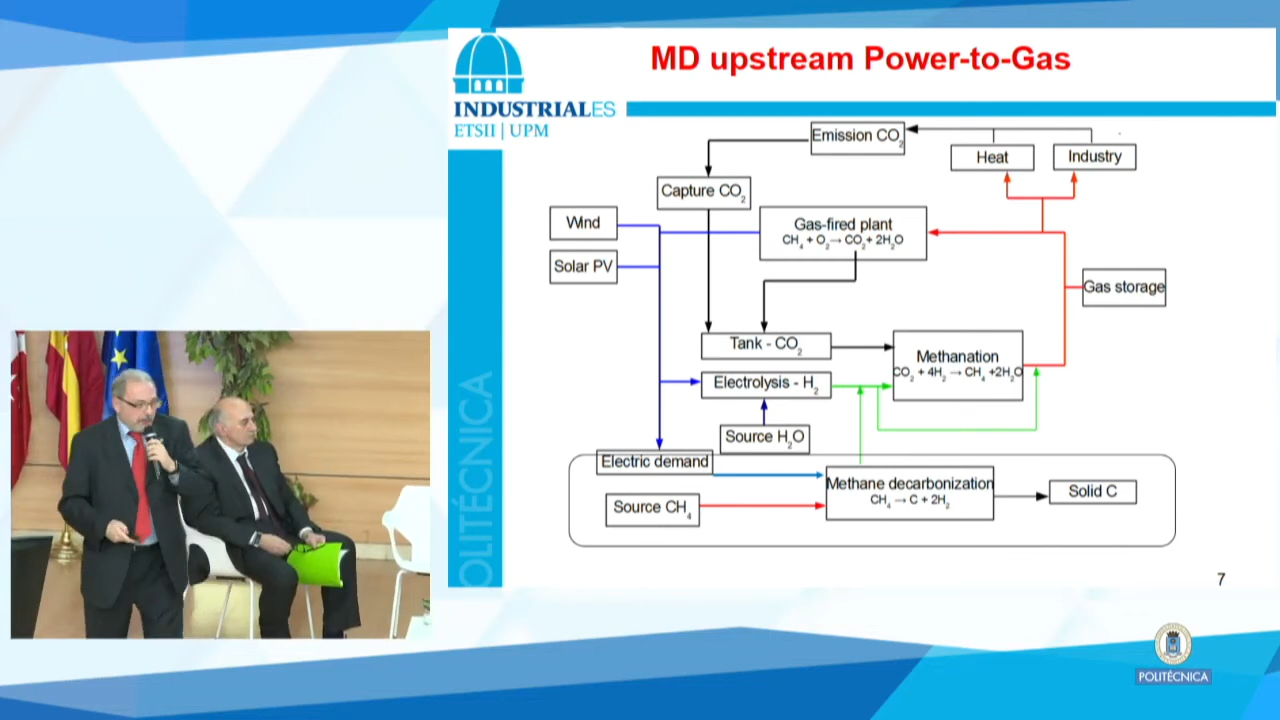 MD upstream Power-to-Gas
INDUSTRIALES
ETSII | UPM
Emission CO2
Heat
Industry
Capture CO2
Wind
Gas-fired plant
CH4 + O2 → CO2 + 2H2O
Solar PV
Gas storage
Tank - CO2
Methanation
CO2 + 4H2 → CH4 +2H2O
Electrolysis - H2
Source H2O
Electric demand
Methane decarbonization
CH4 → C + 2H2
Solid C
Source CH4
OLITÉCNICA
7
POLITÉCNICA